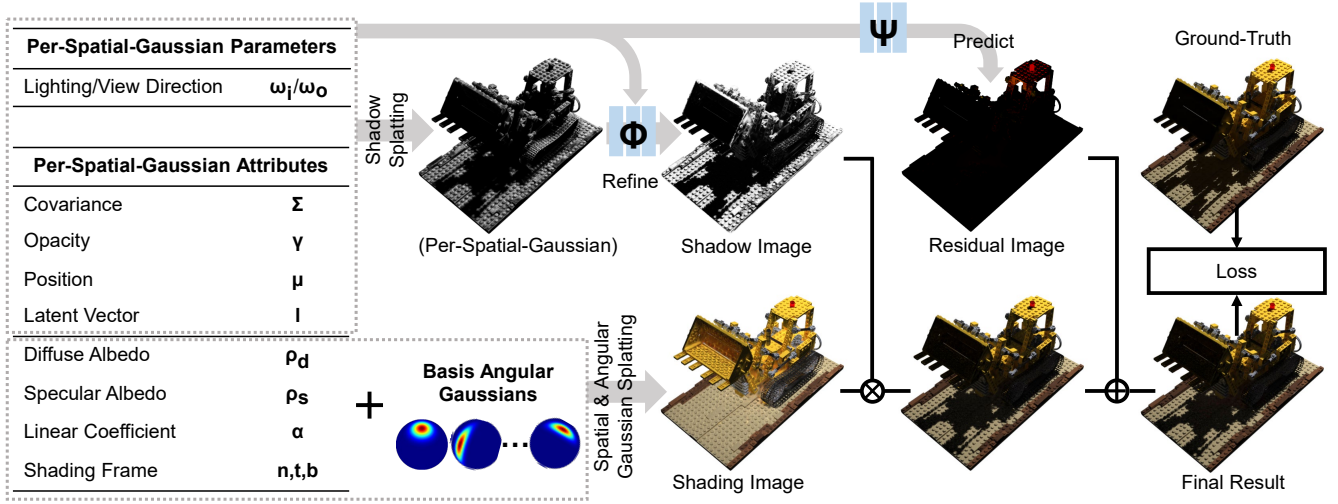 Per-Spatial-Gaussian Parameters
Lighting/View Direction ωi/ωo
Per-Spatial-Gaussian Attributes
Covariance Σ
Opacity γ
Position μ
Latent Vector l
Diffuse Albedo ρd
Specular Albedo ρs
Linear Coefficient α
Shading Frame n,t,b
+
Basis Angular
Gaussians
...
Shadow
Splatting
(Per-Spatial-Gaussian)
Φ
Refine
Shadow Image
Ψ
Predict
Residual Image
Ground-Truth
Loss
Spatial & Angular
Gaussian Splatting
Shading Image
Final Result